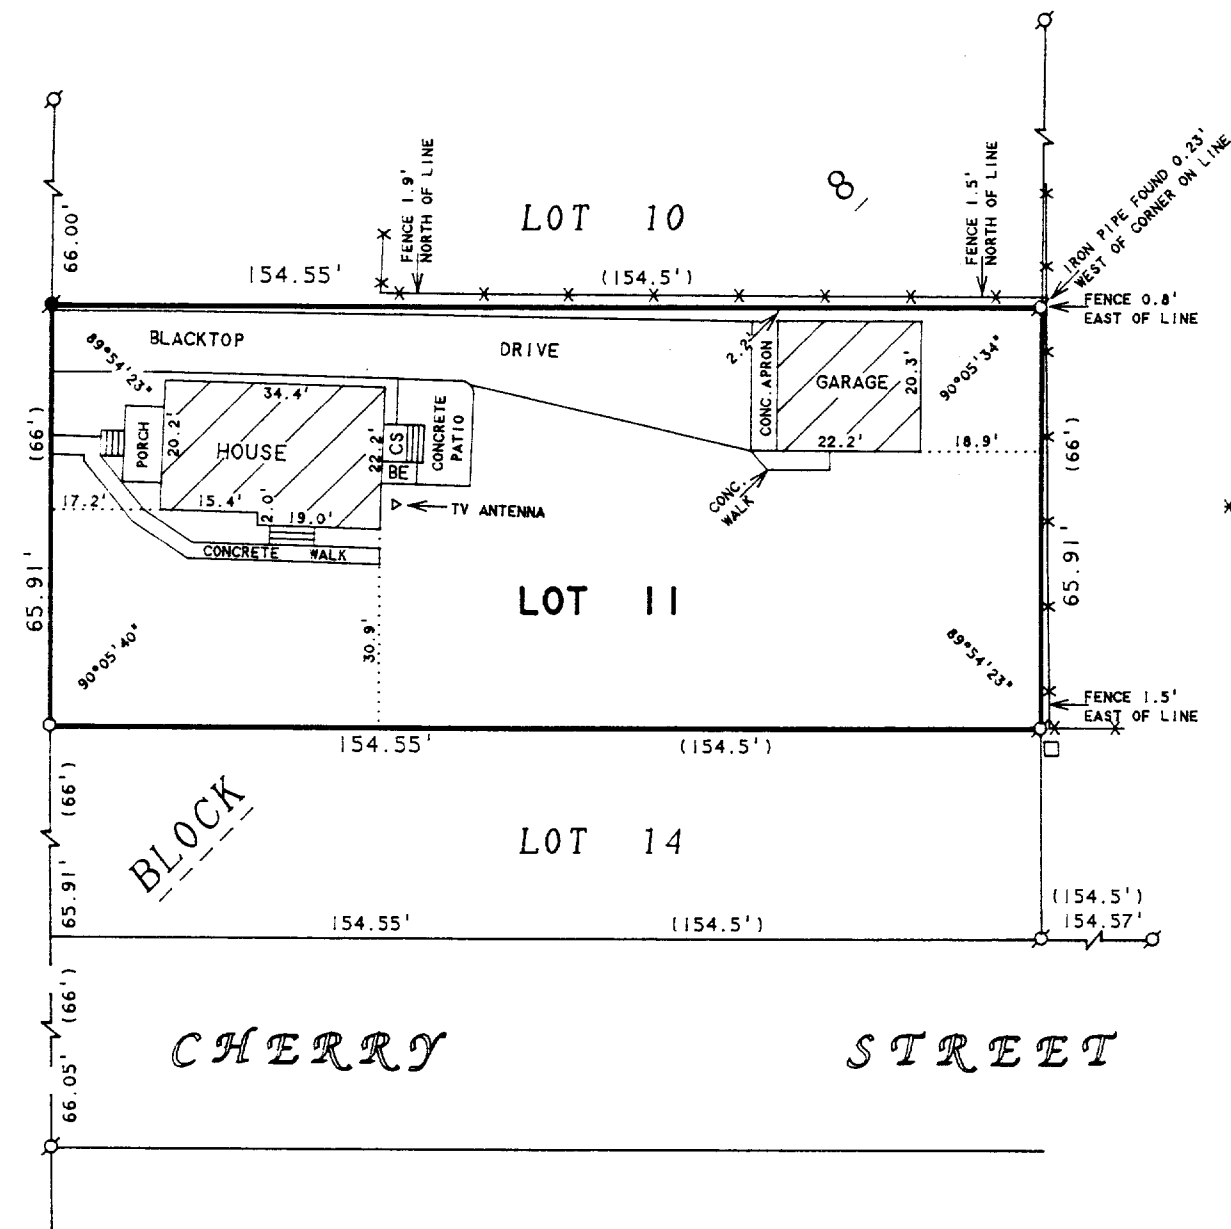 FENCE 1.9'
NORTH OF LINE
8
FENCE 1.5'
NORTH OF LINE
IRON PIPE FOUND 0.23'
WEST OF CORNER ON LINE
66.00'
LOT 10
154.55'
(154.5')
FENCE 0.8'
EAST OF LINE
BLACKTOP
DRIVE
89°54'23"
2.2'
CONC. APRON
GARAGE
20.3'
90°05'34"
34.4'
(66')
PORCH
20.2'
HOUSE
22.2'
CS
BE
CONCRETE
PATIO
22.2'
18.9'
(66')
17.2'
15.4'
2.0'
19.0'
TV ANTENNA
CONC.
WALK
CONCRETE WALK
65.91'
LOT 11
65.91'
90°05'40"
30.9'
89°54'23"
FENCE 1.5'
EAST OF LINE
154.55'
(154.5')
(66')
BLOCK
LOT 14
65.91'
154.55'
(154.5')
(154.5')
154.57'
(66')
CHERRY STREET
66.05'